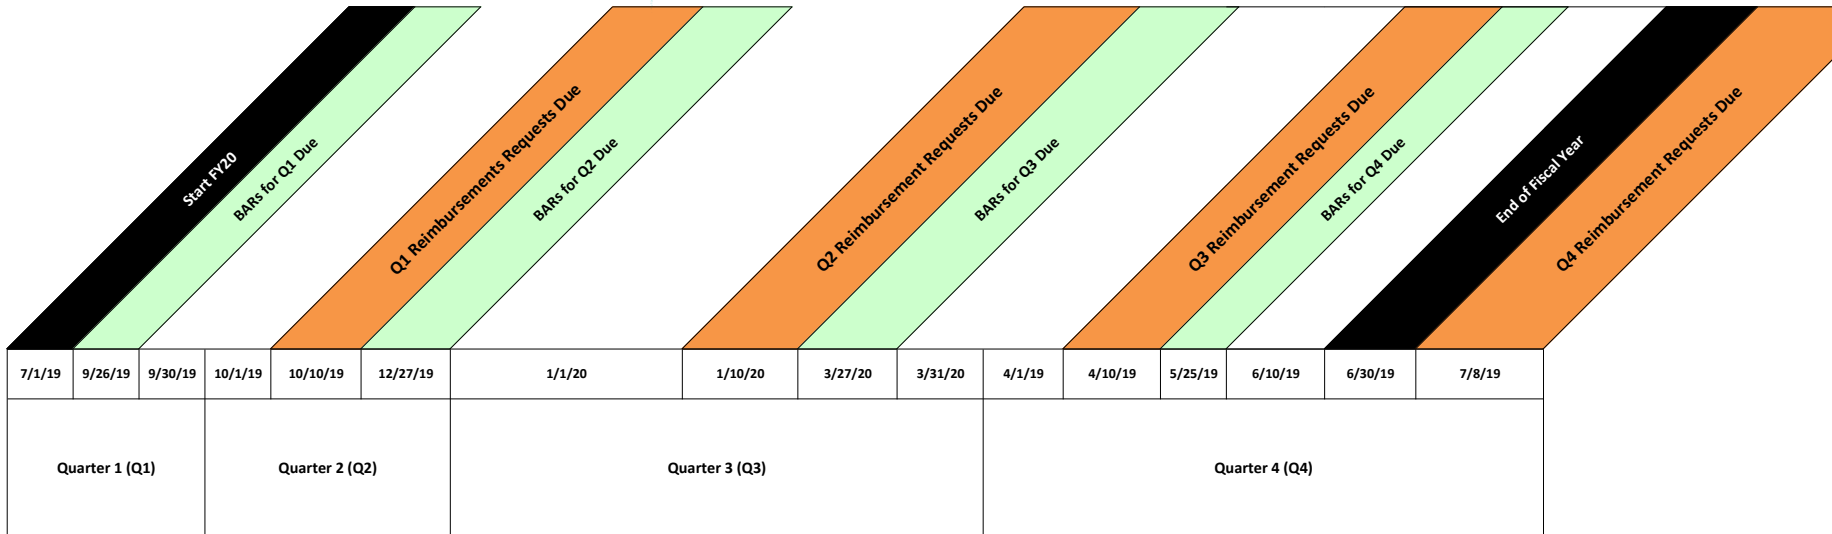 Start FY20
BARs for Q1 Due
Q1 Reimbursements Requests Due
BARs for Q2 Due
Q2 Reimbursement Requests Due
BARs for Q3 Due
Q3 Reimbursement Requests Due
BARs for Q4 Due
End of Fiscal Year
Q4 Reimbursement Requests Due
7/1/19
9/26/19
9/30/19
10/1/19
10/10/19
12/27/19
1/1/20
1/10/20
3/27/20
3/31/20
4/1/19
4/10/19
5/25/19
6/10/19
6/30/19
7/8/19
Quarter 1 (Q1)
Quarter 2 (Q2)
Quarter 3 (Q3)
Quarter 4 (Q4)